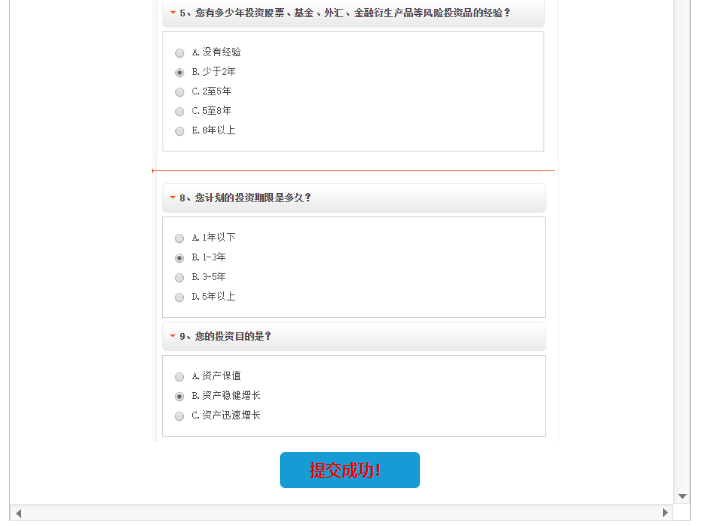 5、您有多少年投资股票、基金、外汇、金融衍生产品等风险投资品的经验？
A.没有经验
B.少于2年
C.2至5年
C.5至8年
E.8年以上
8、您计划的投资期限是多久？
A.1年以下
B.1-3年
B.3-5年
D.5年以上
9、您的投资目的是？
A.资产保值
B.资产稳健增长
C.资产迅速增长
提交成功！